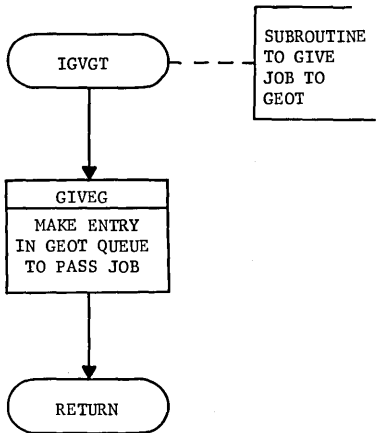 IGVGT
SUBROUTINE
TO GIVE
JOB TO
GEOT
GIVEG
MAKE ENTRY
IN GEOT QUEUE
TO PASS JOB
RETURN